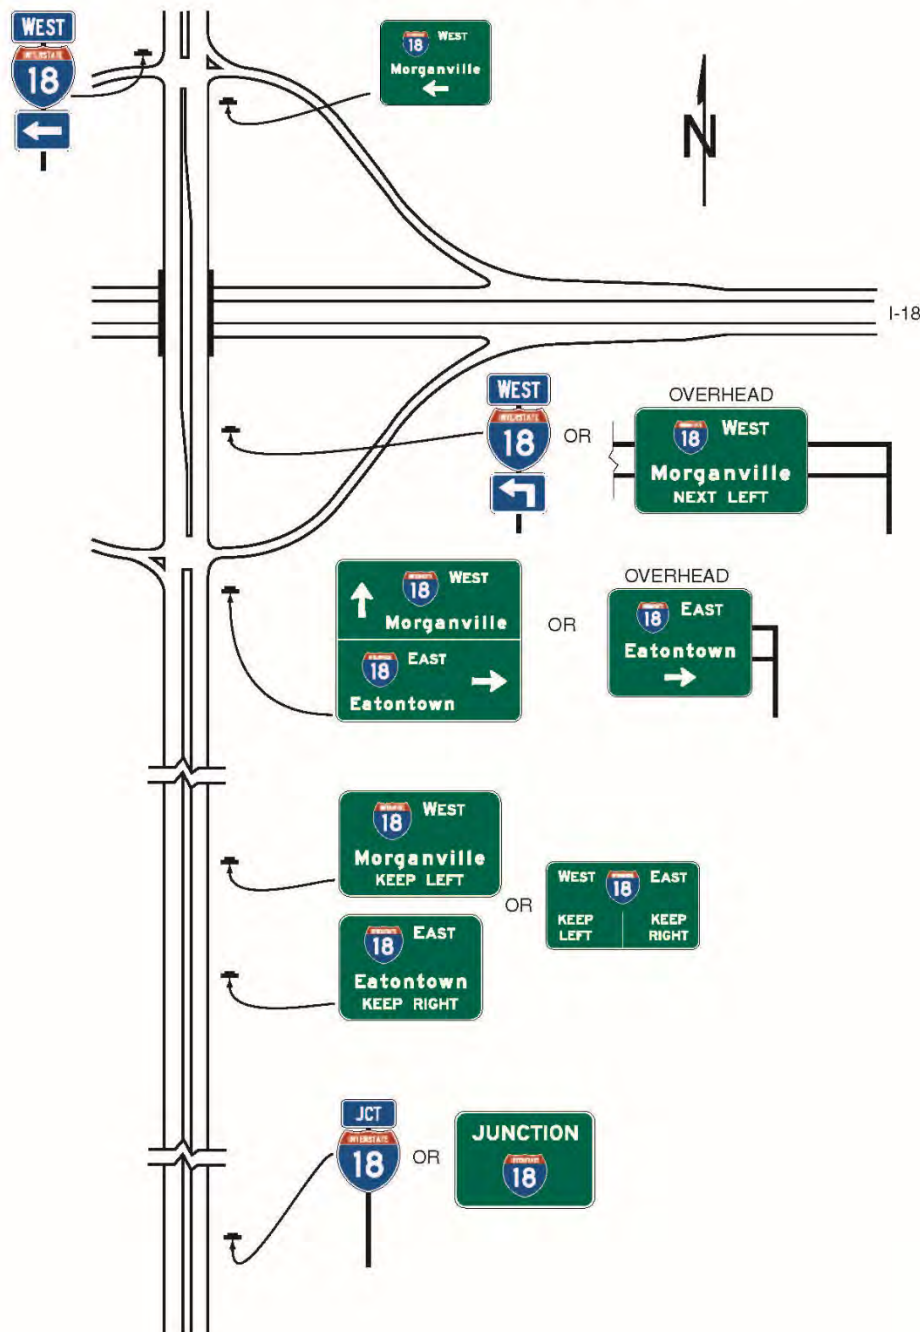 WEST
INTERSTATE
18
WEST
18
Morganville
N
I-18
WEST
INTERSTATE
18
OR
OVERHEAD
18 WEST
Morganville
NEXT LEFT
18 WEST
Morganville
18 EAST
Eatontown
OR
OVERHEAD
18 EAST
Eatontown
18 WEST
Morganville
KEEP LEFT
18 EAST
Eatontown
KEEP RIGHT
OR
WEST 18 EAST
KEEP LEFT
KEEP RIGHT
JCT
INTERSTATE
18
OR
JUNCTION
18